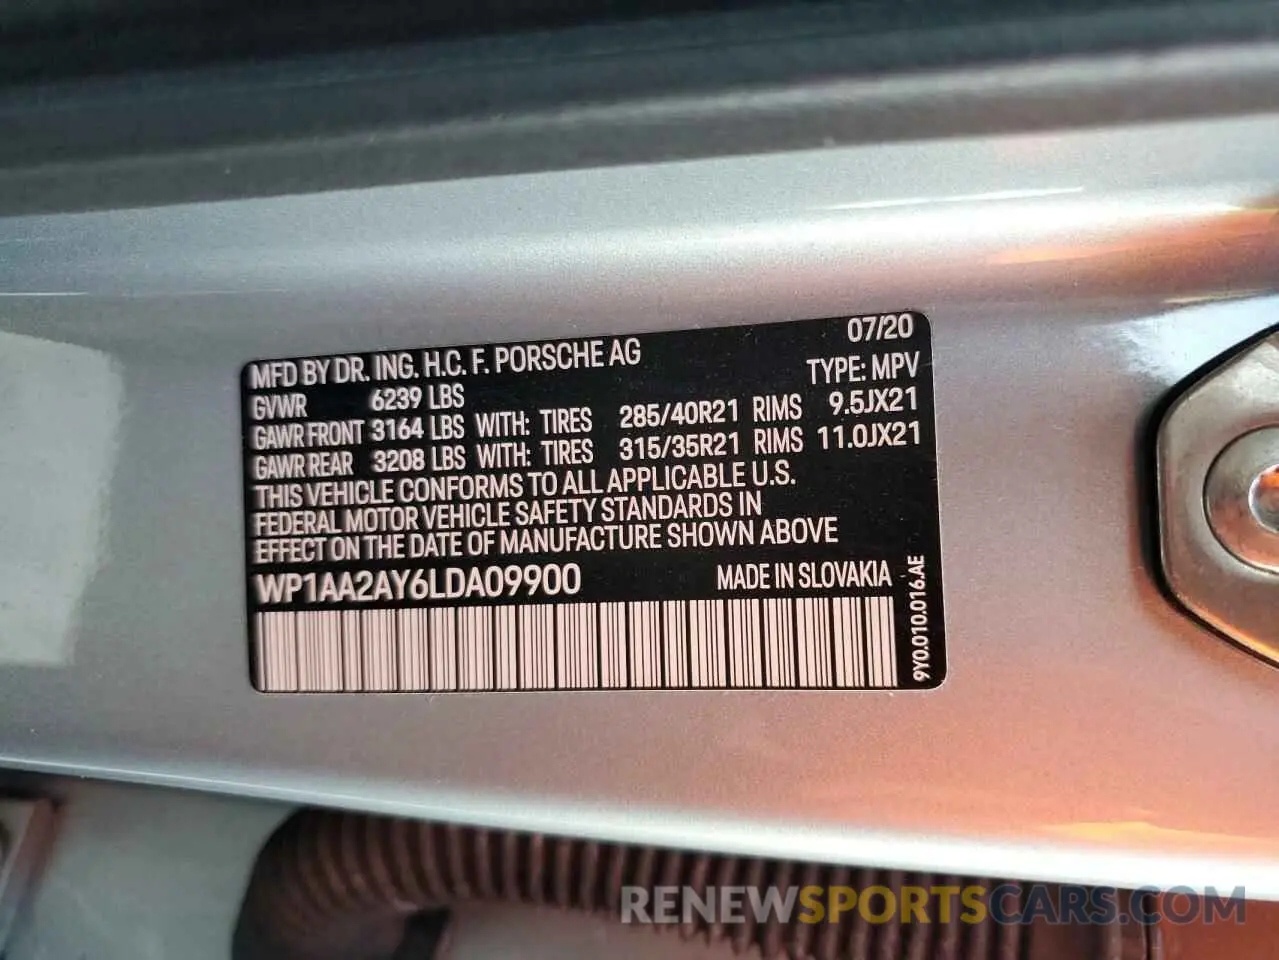 MFD BY DR. ING. H.C. F. PORSCHE AG 07/20
GVWR 6239 LBS TYPE: MPV
GAWR FRONT 3164 LBS WITH: TIRES 285/40R21 RIMS 9.5JX21
GAWR REAR 3208 LBS WITH: TIRES 315/35R21 RIMS 11.0JX21
THIS VEHICLE CONFORMS TO ALL APPLICABLE U.S.
FEDERAL MOTOR VEHICLE SAFETY STANDARDS IN
EFFECT ON THE DATE OF MANUFACTURE SHOWN ABOVE
WP1AA2AY6LDA09900 MADE IN SLOVAKIA
9Y0.010.016.AE
RENEWSPORTSCARS.COM